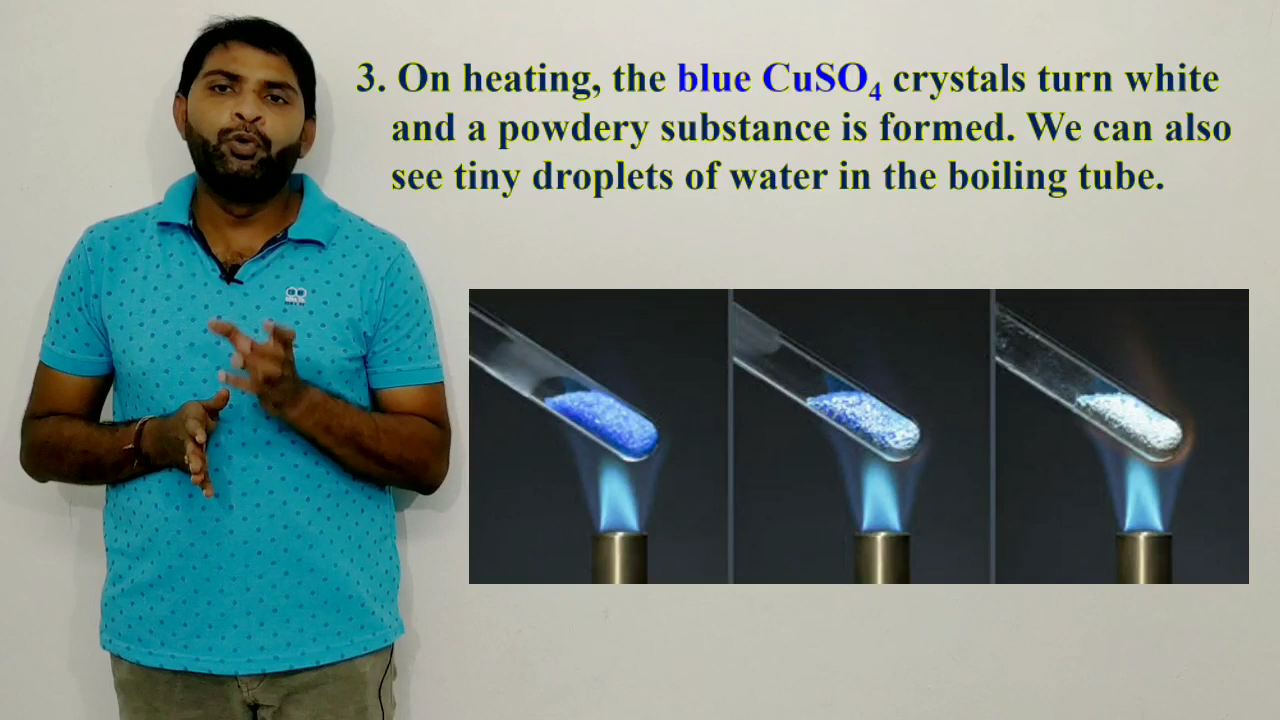 3. On heating, the blue CuSO₄ crystals turn white
and a powdery substance is formed. We can also
see tiny droplets of water in the boiling tube.